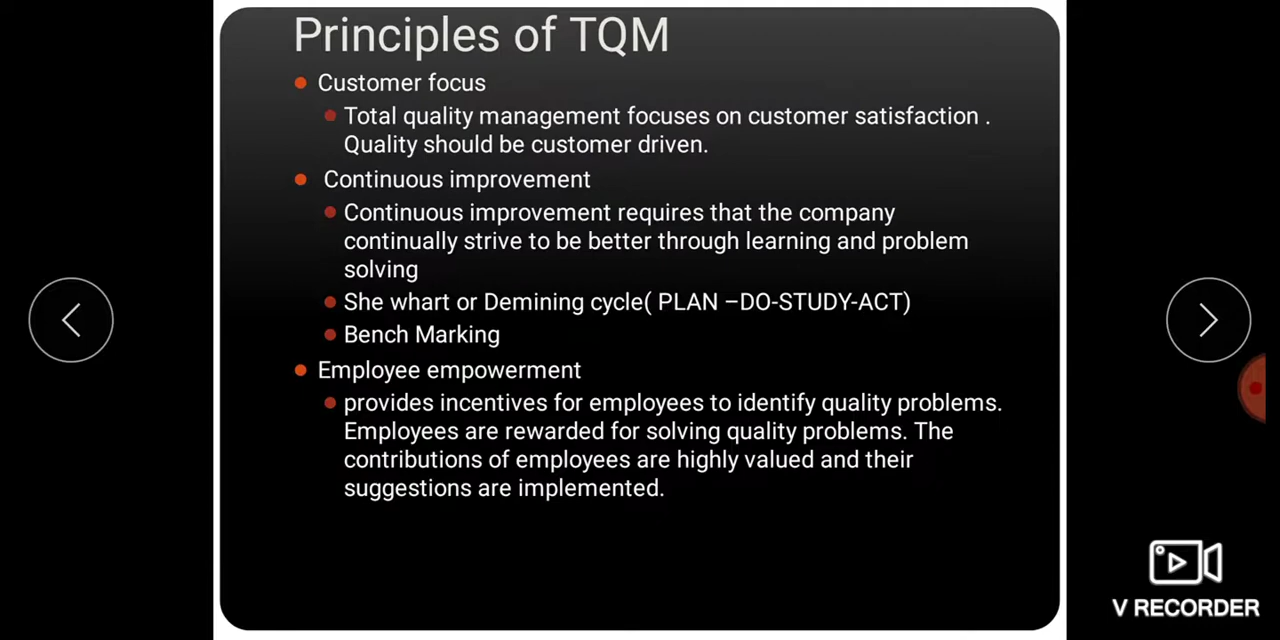 Principles of TQM
Customer focus
Total quality management focuses on customer satisfaction .
Quality should be customer driven.
Continuous improvement
Continuous improvement requires that the company
continually strive to be better through learning and problem
solving
She whart or Demining cycle( PLAN –DO-STUDY-ACT)
Bench Marking
Employee empowerment
provides incentives for employees to identify quality problems.
Employees are rewarded for solving quality problems. The
contributions of employees are highly valued and their
suggestions are implemented.
V RECORDER